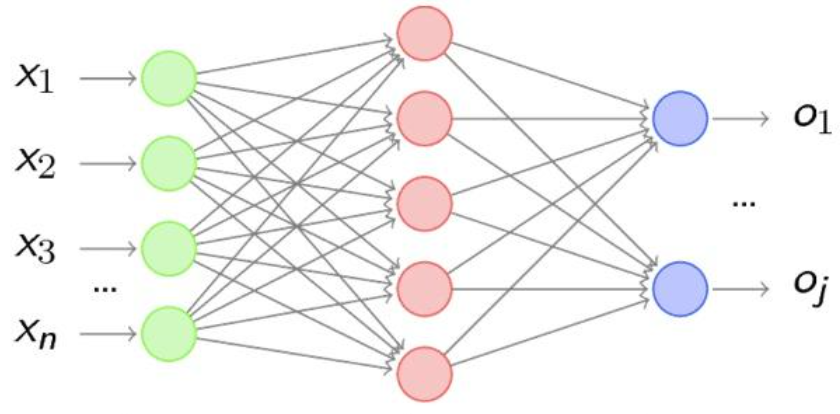 x₁
x₂
x₃
...
xₙ
o₁
...
oⱼ